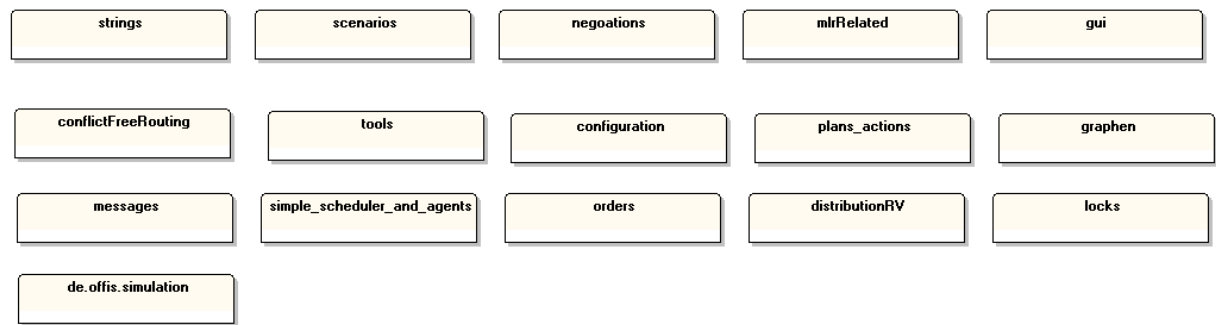 strings
scenarios
negoations
mlrRelated
gui
conflictFreeRouting
tools
configuration
plans_actions
graphen
messages
simple_scheduler_and_agents
orders
distributionRV
locks
de.offis.simulation